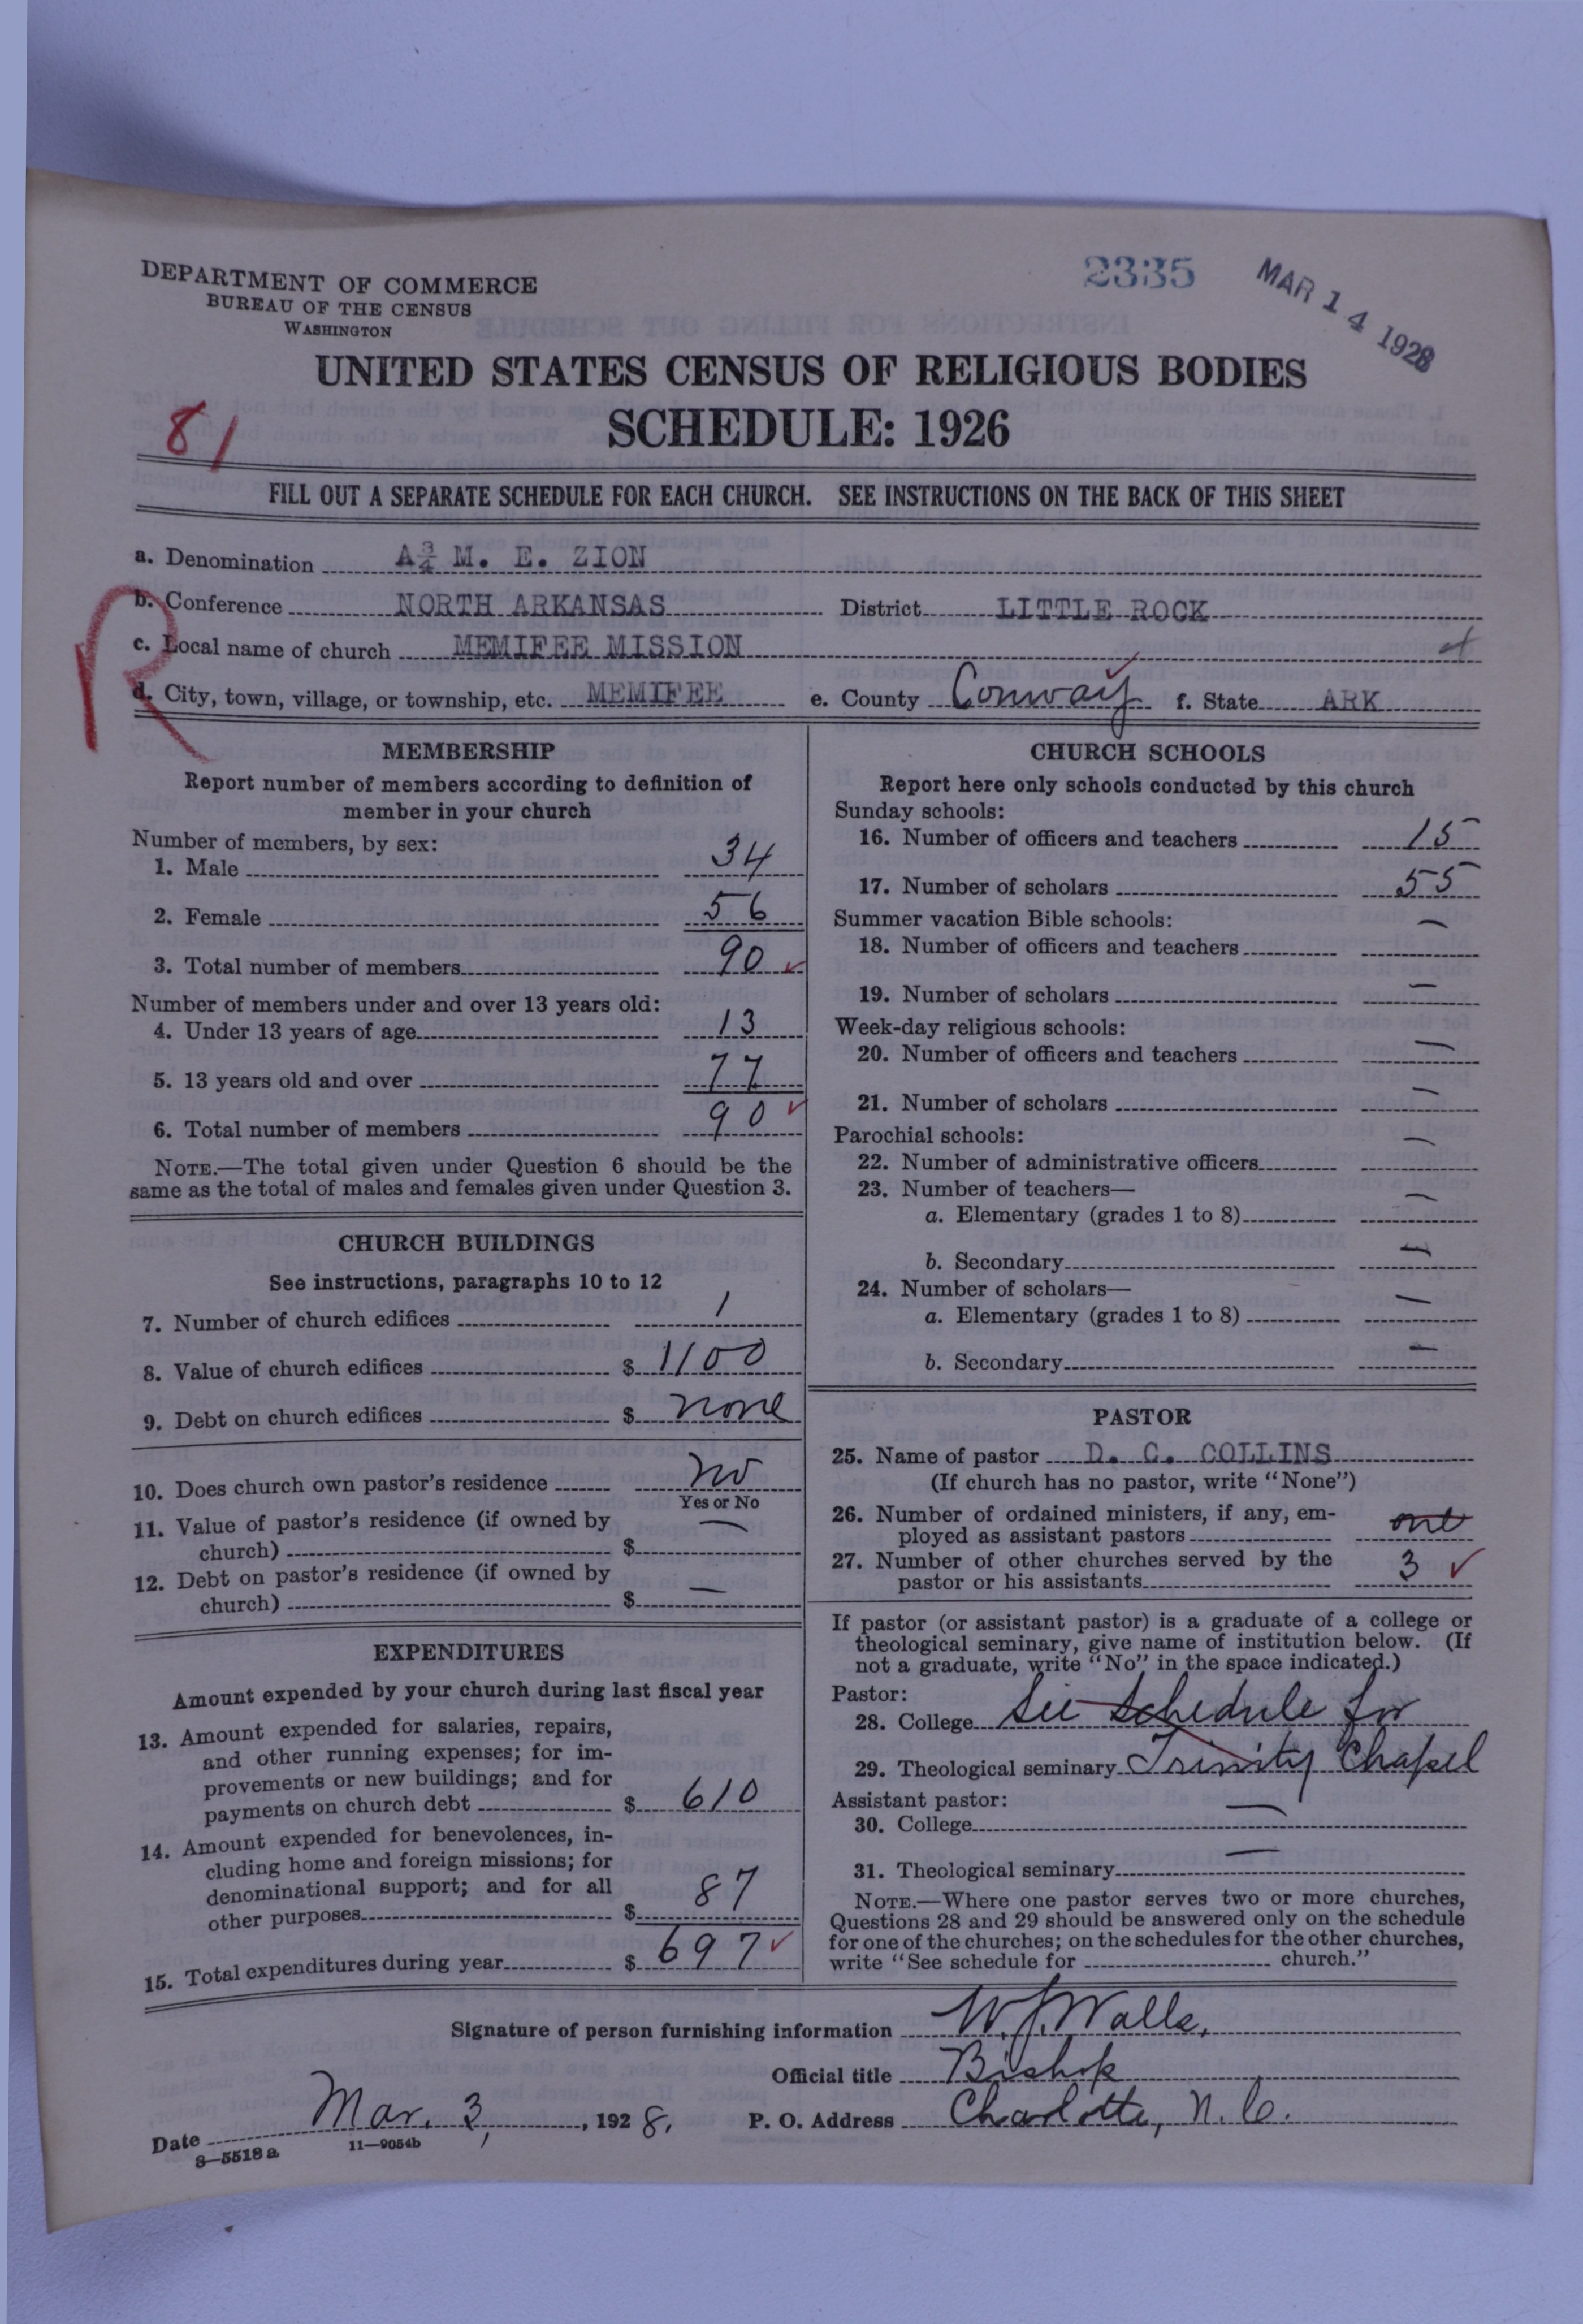 DEPARTMENT OF COMMERCE
BUREAU OF THE CENSUS
WASHINGTON
2335
MAR 14 1928
UNITED STATES CENSUS OF RELIGIOUS BODIES
SCHEDULE: 1926
81
FILL OUT A SEPARATE SCHEDULE FOR EACH CHURCH. SEE INSTRUCTIONS ON THE BACK OF THIS SHEET
R
a. Denomination A¾ M. E. ZION
b. Conference NORTH ARKANSAS District LITTLE ROCK
c. Local name of church MEMIFEE MISSION
d. City, town, village, or township, etc. MEMIFEE e. County Conway f. State ARK
MEMBERSHIP
Report number of members according to definition of
member in your church
Number of members, by sex:
1. Male 34
2. Female 56
3. Total number of members 90 ✓
Number of members under and over 13 years old:
4. Under 13 years of age 13
5. 13 years old and over 77
6. Total number of members 90 ✓
NOTE.—The total given under Question 6 should be the
same as the total of males and females given under Question 3.
CHURCH BUILDINGS
See instructions, paragraphs 10 to 12
7. Number of church edifices 1
8. Value of church edifices $ 1100
9. Debt on church edifices $ none
10. Does church own pastor's residence no
Yes or No
11. Value of pastor's residence (if owned by
church) $ —
12. Debt on pastor's residence (if owned by
church) $ —
EXPENDITURES
Amount expended by your church during last fiscal year
13. Amount expended for salaries, repairs,
and other running expenses; for im-
provements or new buildings; and for
payments on church debt $ 610
14. Amount expended for benevolences, in-
cluding home and foreign missions; for
denominational support; and for all
other purposes $ 87
15. Total expenditures during year $ 697 ✓
CHURCH SCHOOLS
Report here only schools conducted by this church
Sunday schools:
16. Number of officers and teachers 15
17. Number of scholars 55
Summer vacation Bible schools:
18. Number of officers and teachers —
19. Number of scholars —
Week-day religious schools:
20. Number of officers and teachers —
21. Number of scholars —
Parochial schools:
22. Number of administrative officers —
23. Number of teachers—
a. Elementary (grades 1 to 8) —
b. Secondary —
24. Number of scholars—
a. Elementary (grades 1 to 8) —
b. Secondary —
PASTOR
25. Name of pastor D. C. COLLINS
(If church has no pastor, write "None")
26. Number of ordained ministers, if any, em-
ployed as assistant pastors one
27. Number of other churches served by the
pastor or his assistants 3 ✓
If pastor (or assistant pastor) is a graduate of a college or
theological seminary, give name of institution below. (If
not a graduate, write "No" in the space indicated.)
Pastor:
28. College See Schedule for
29. Theological seminary Trinity Chapel
Assistant pastor:
30. College —
31. Theological seminary —
NOTE.—Where one pastor serves two or more churches,
Questions 28 and 29 should be answered only on the schedule
for one of the churches; on the schedules for the other churches,
write "See schedule for church."
Signature of person furnishing information W. J. Walls,
Official title Bishop
Date Mar. 3, , 1928. P. O. Address Charlotte, N. C.
8—5518a 11—9054b